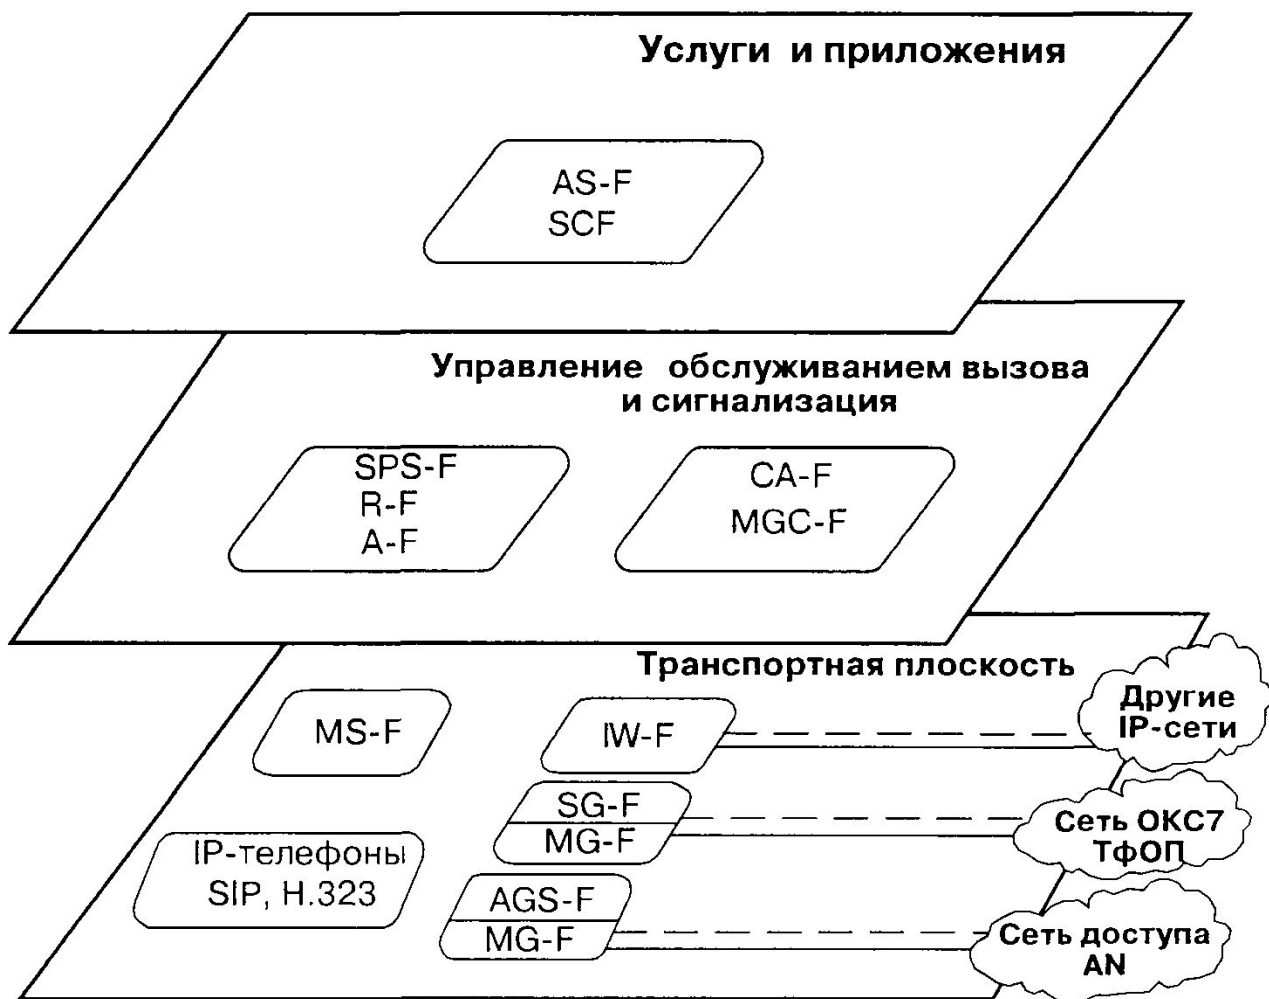 Услуги и приложения
AS-F
SCF
Управление обслуживанием вызова
и сигнализация
SPS-F
R-F
A-F
CA-F
MGC-F
Транспортная плоскость
MS-F
IW-F
Другие
IP-сети
SG-F
MG-F
Сеть ОКС7
ТфОП
IP-телефоны
SIP, H.323
AGS-F
MG-F
Сеть доступа
AN